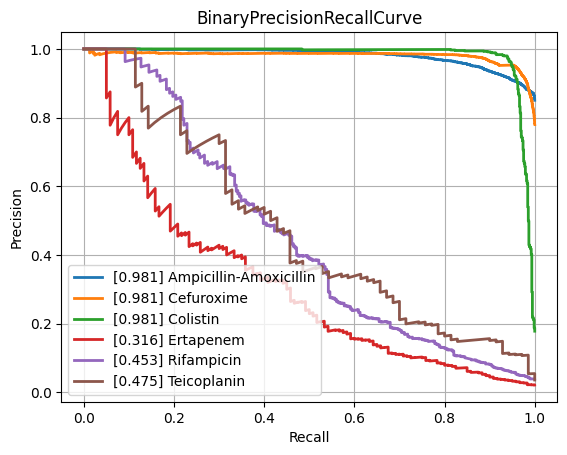 BinaryPrecisionRecallCurve
Precision
1.0
0.8
0.6
0.4
0.2
0.0
[0.981] Ampicillin-Amoxicillin
[0.981] Cefuroxime
[0.981] Colistin
[0.316] Ertapenem
[0.453] Rifampicin
[0.475] Teicoplanin
0.0 0.2 0.4 0.6 0.8 1.0
Recall